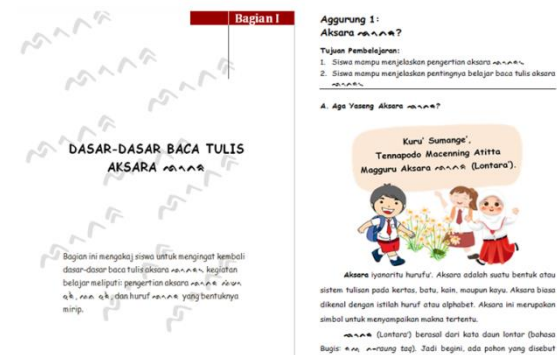 Bagian I
DASAR-DASAR BACA TULIS
AKSARA
Bagian ini mengakaj siswa untuk mengingat kembali
dasar-dasar baca tulis aksara kegiatan
belajar meliputi: pengertian aksara
, dan huruf yang bentuknya
mirip.
Aggurung 1:
Aksara ?
Tujuan Pembelajaran:
1. Siswa mampu menjelaskan pengertian aksara
2. Siswa mampu menjelaskan pentingnya belajar baca tulis aksara
A. Aga Yaseng Aksara ?
Kuru' Sumange',
Tennapodo Macenning Atitta
Magguru Aksara (Lontara').
Aksara iyanaritu hurufu'. Aksara adalah suatu bentuk atau
sistem tulisan pada kertas, batu, kain, maupun kayu. Aksara biasa
dikenal dengan istilah huruf atau alphabet. Aksara ini merupakan
simbol untuk menyampaikan makna tertentu.
(Lontara') berasal dari kata daun lontar (bahasa
Bugis: raung taq). Jadi begini, ada pohon yang disebut